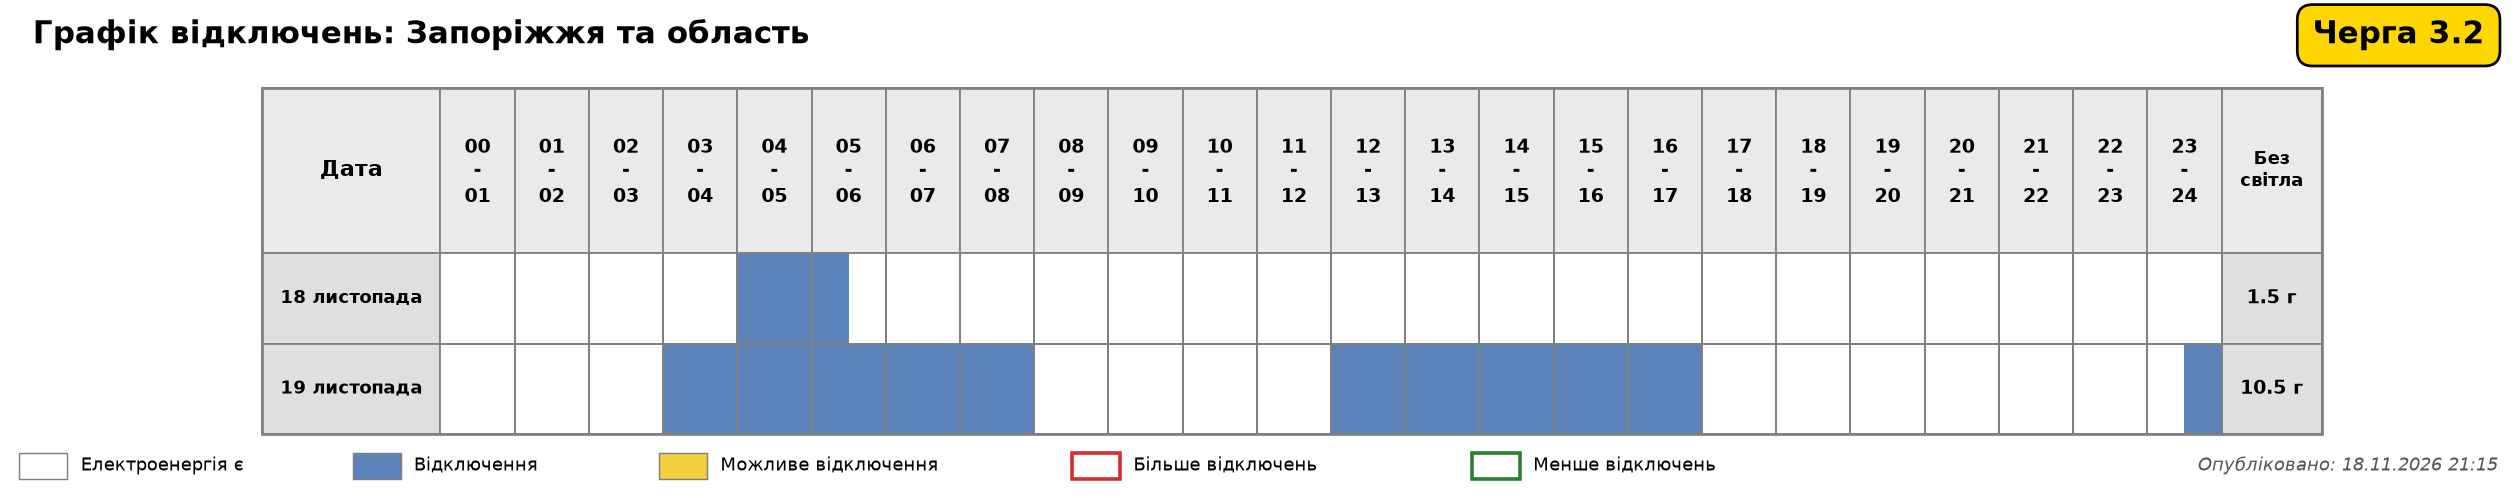 Графік відключень: Запоріжжя та область
Черга 3.2
Дата
00 - 01
01 - 02
02 - 03
03 - 04
04 - 05
05 - 06
06 - 07
07 - 08
08 - 09
09 - 10
10 - 11
11 - 12
12 - 13
13 - 14
14 - 15
15 - 16
16 - 17
17 - 18
18 - 19
19 - 20
20 - 21
21 - 22
22 - 23
23 - 24
Без
світла
18 листопада
1.5 г
19 листопада
10.5 г
Електроенергія є
Відключення
Можливе відключення
Більше відключень
Менше відключень
Опубліковано: 18.11.2026 21:15